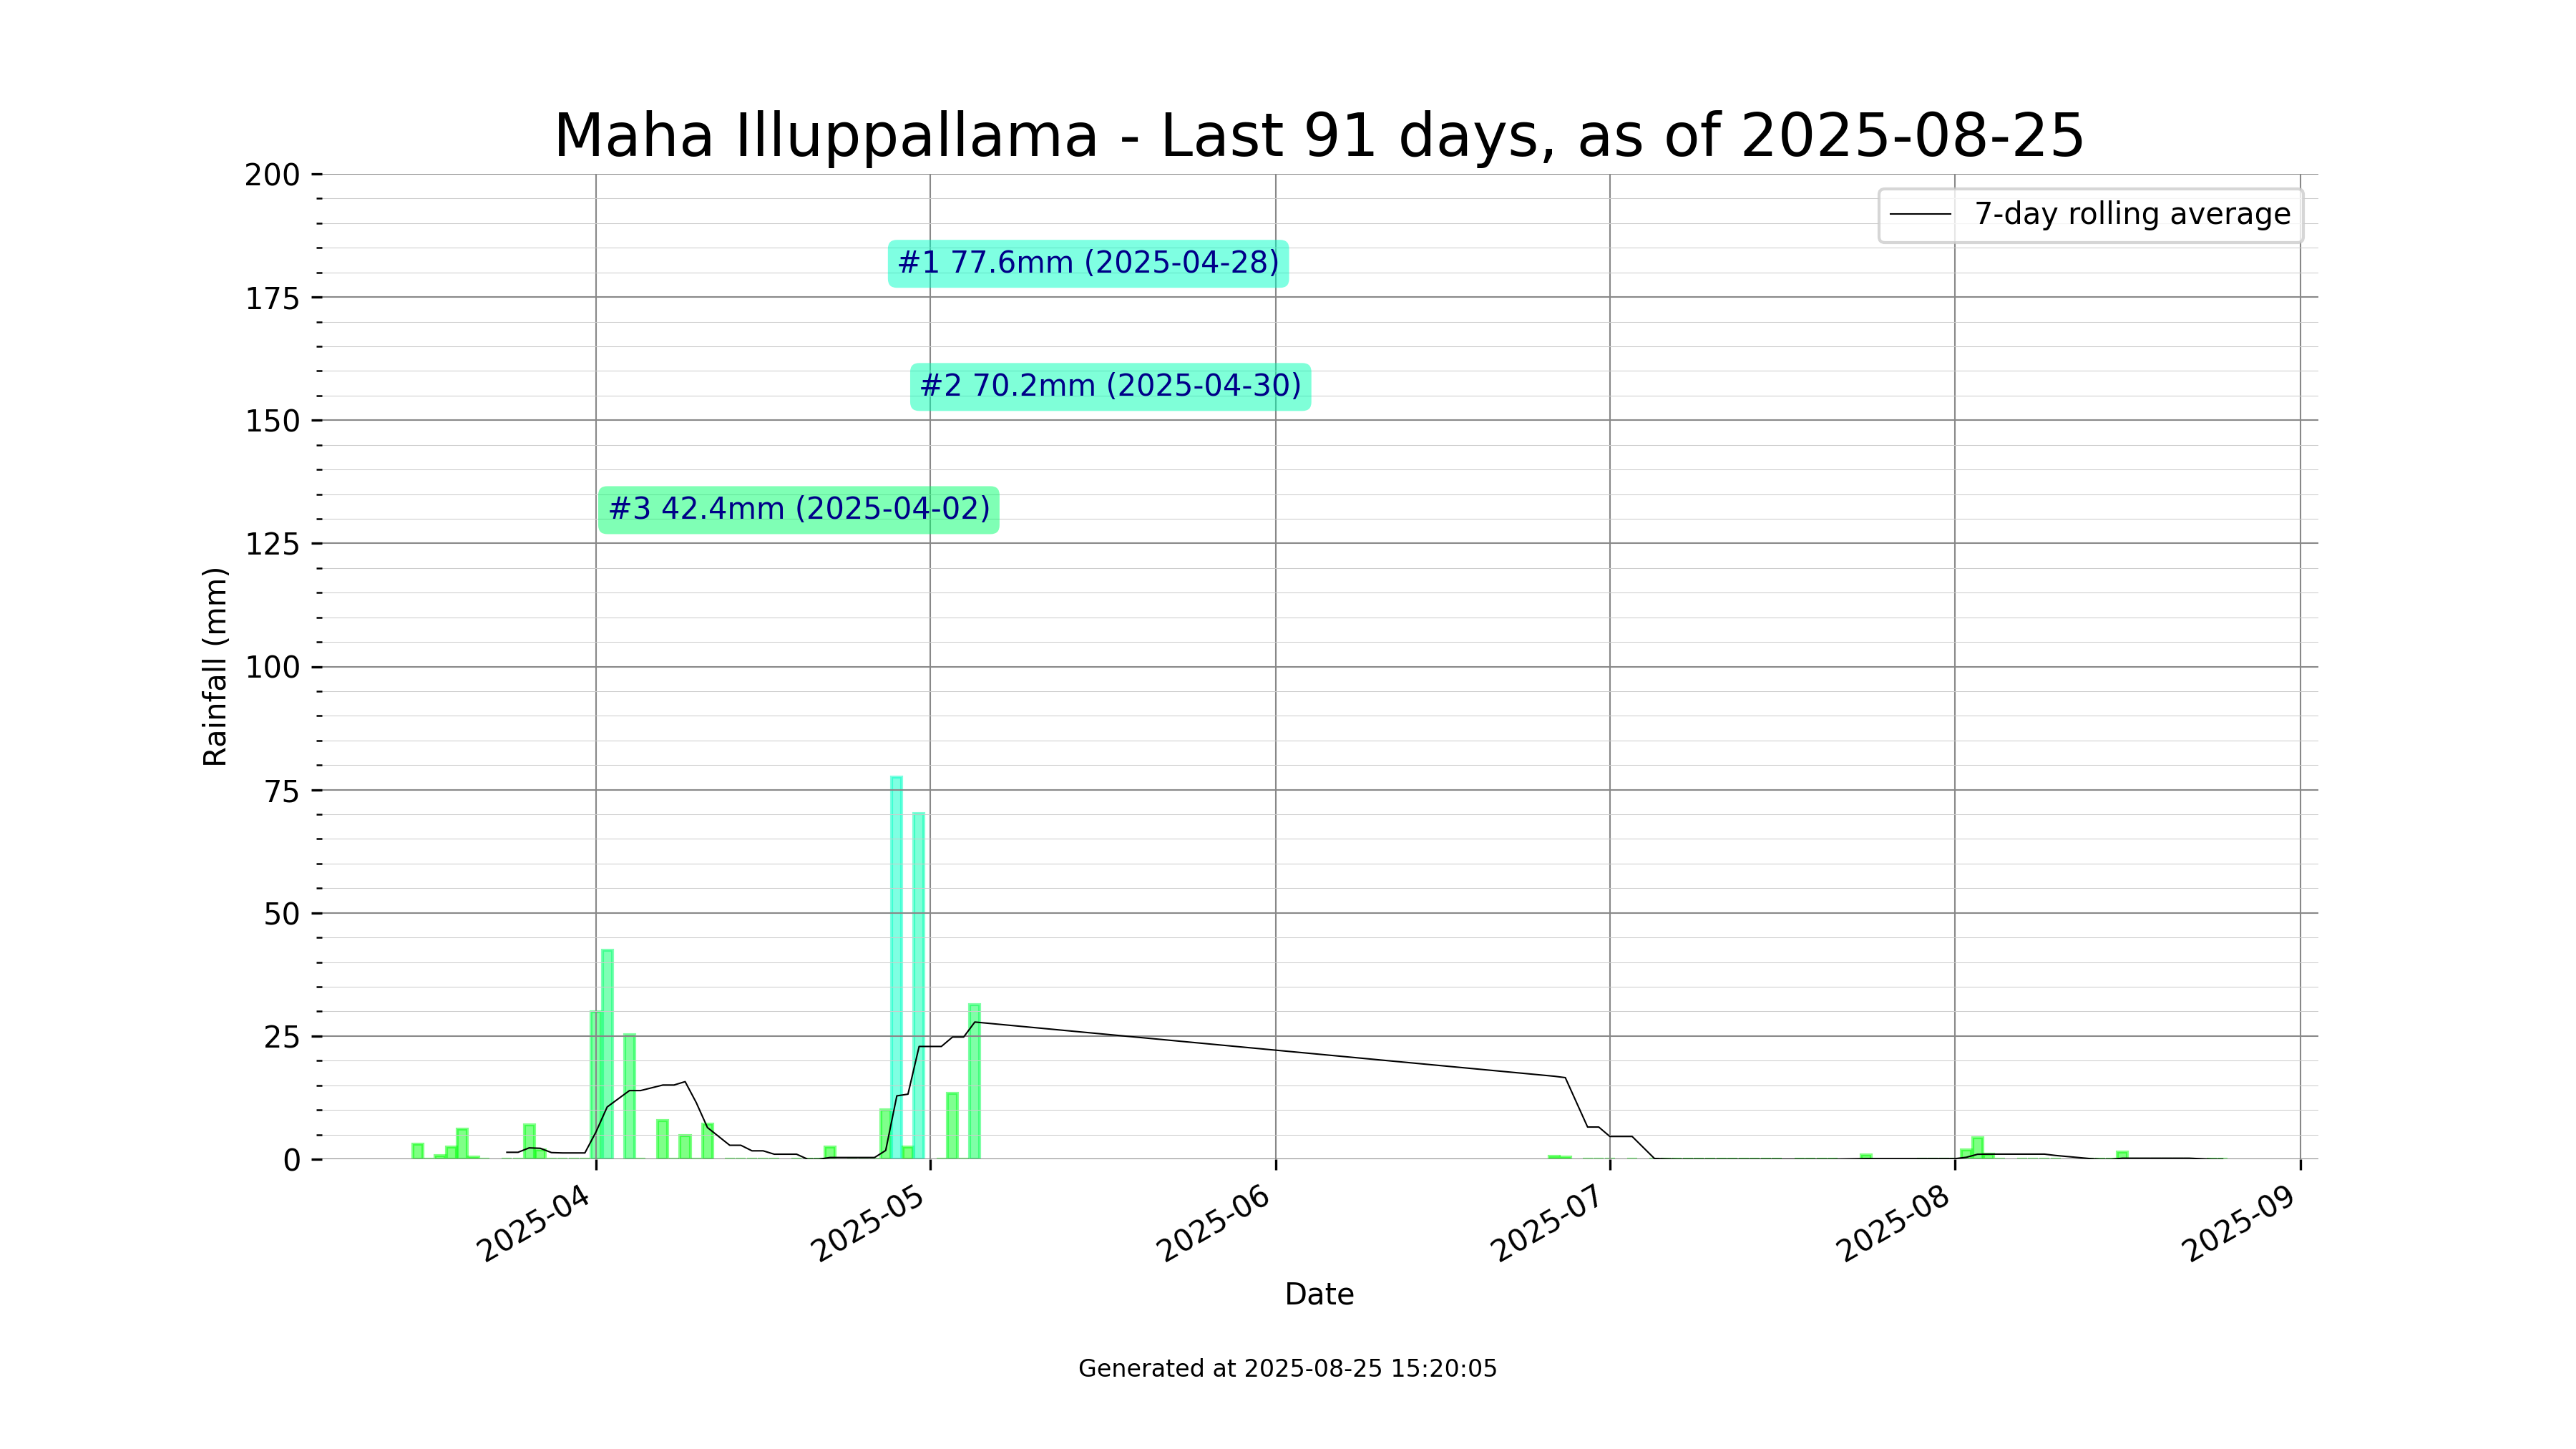 Maha Illuppallama - Last 91 days, as of 2025-08-25
200
175
150
125
100
75
50
25
0
Rainfall (mm)
7-day rolling average
#1 77.6mm (2025-04-28)
#2 70.2mm (2025-04-30)
#3 42.4mm (2025-04-02)
2025-04
2025-05
2025-06
2025-07
2025-08
2025-09
Date
Generated at 2025-08-25 15:20:05